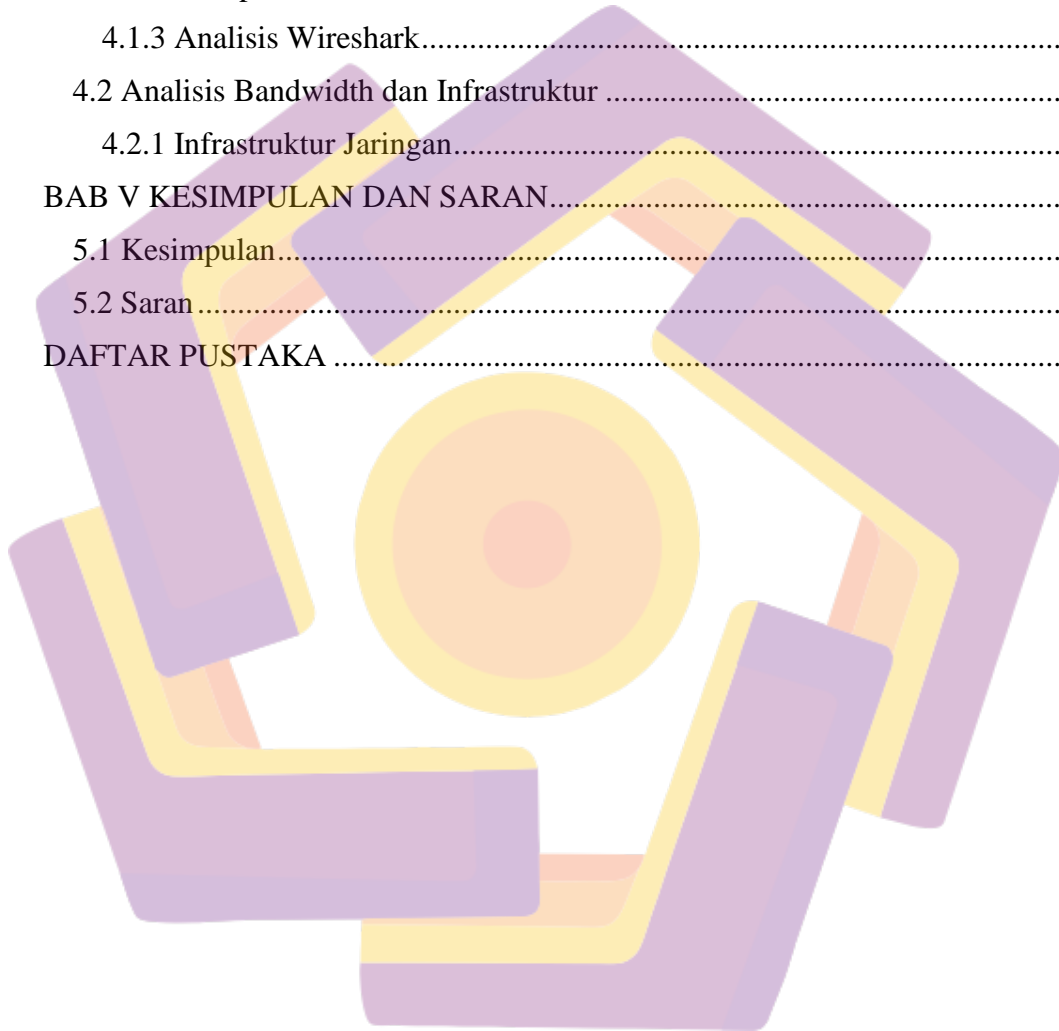 4.1.3 Analisis Wireshark
4.2 Analisis Bandwidth dan Infrastruktur
4.2.1 Infrastruktur Jaringan
BAB V KESIMPULAN DAN SARAN
5.1 Kesimpulan
5.2 Saran
DAFTAR PUSTAKA